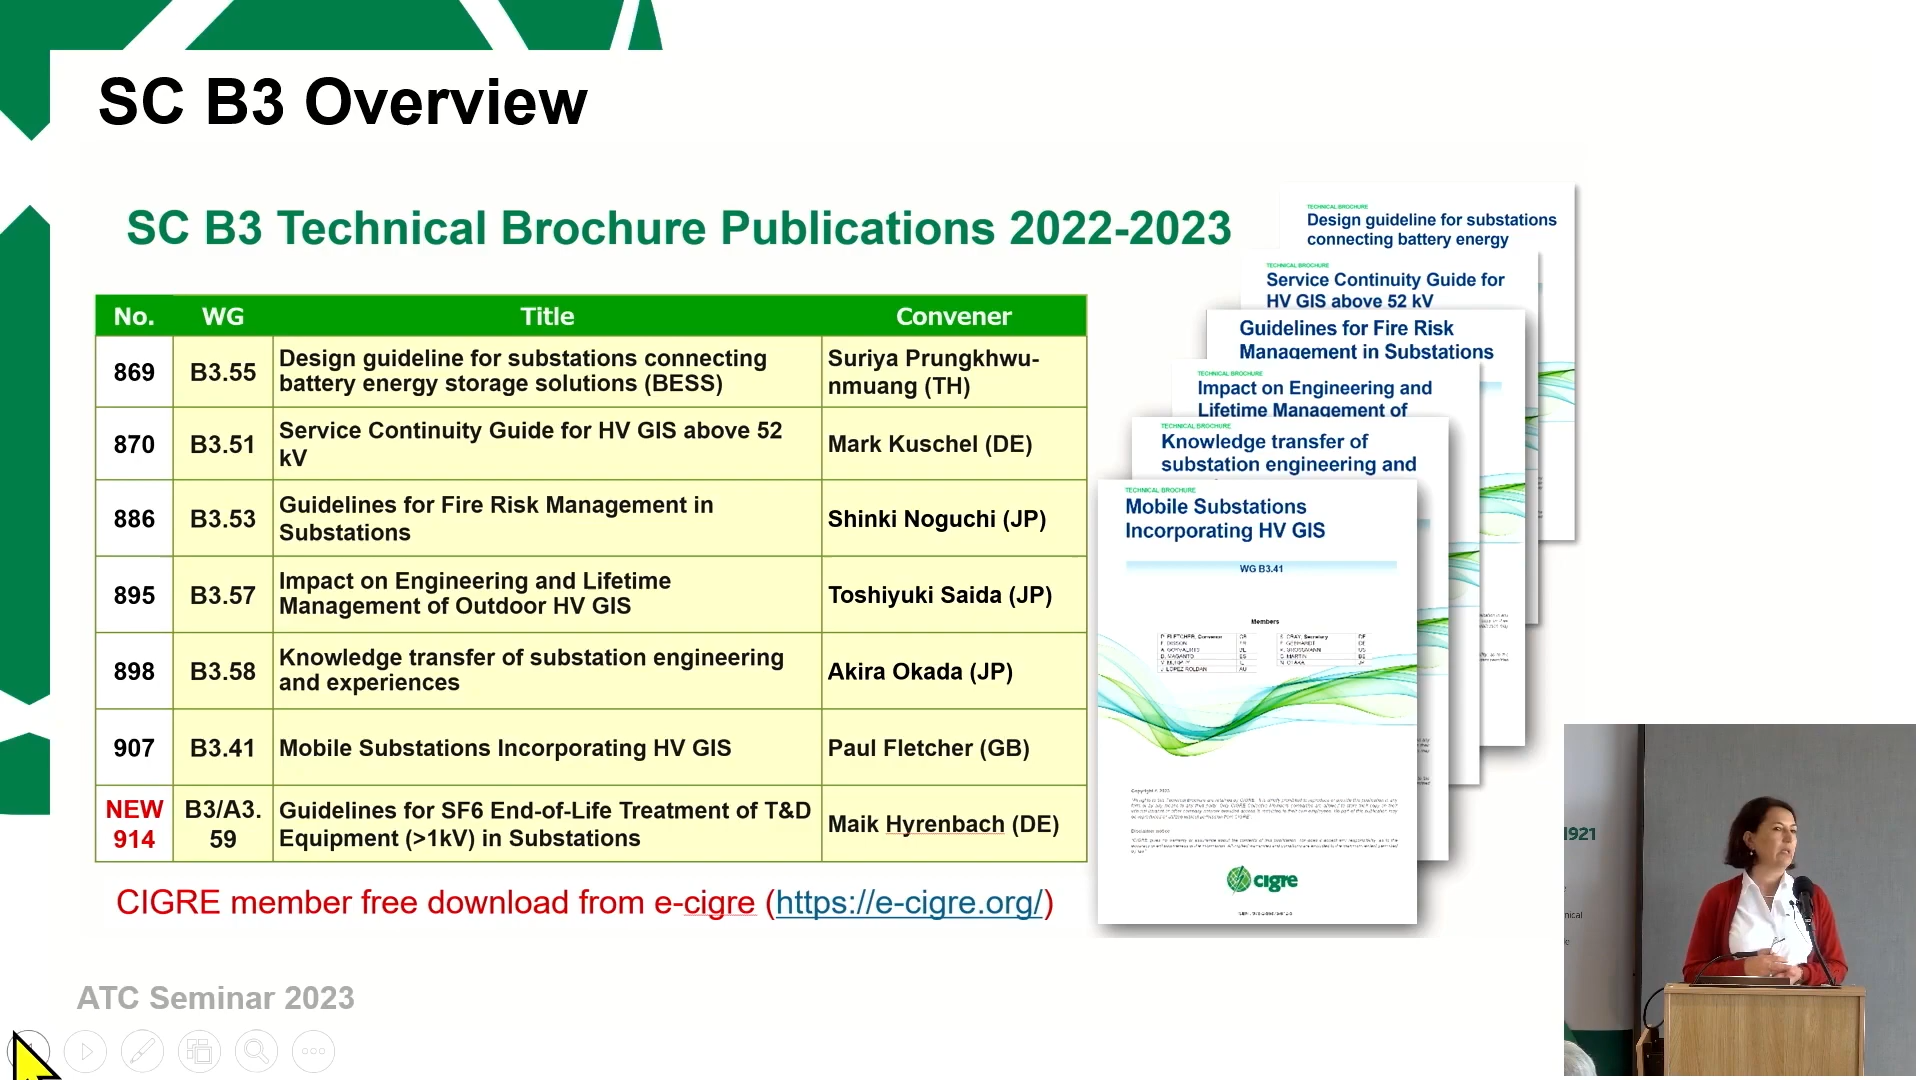 SC B3 Overview
SC B3 Technical Brochure Publications 2022-2023
No. WG Title Convener
869 B3.55 Design guideline for substations connecting
battery energy storage solutions (BESS) Suriya Prungkhwu-
nmuang (TH)
870 B3.51 Service Continuity Guide for HV GIS above 52
kV Mark Kuschel (DE)
886 B3.53 Guidelines for Fire Risk Management in
Substations Shinki Noguchi (JP)
895 B3.57 Impact on Engineering and Lifetime
Management of Outdoor HV GIS Toshiyuki Saida (JP)
898 B3.58 Knowledge transfer of substation engineering
and experiences Akira Okada (JP)
907 B3.41 Mobile Substations Incorporating HV GIS Paul Fletcher (GB)
NEW
914 B3/A3.
59 Guidelines for SF6 End-of-Life Treatment of T&D
Equipment (>1kV) in Substations Maik Hyrenbach (DE)
CIGRE member free download from e-cigre (https://e-cigre.org/)
TECHNICAL BROCHURE
Design guideline for substations
connecting battery energy
TECHNICAL BROCHURE
Service Continuity Guide for
HV GIS above 52 kV
Guidelines for Fire Risk
Management in Substations
TECHNICAL BROCHURE
Impact on Engineering and
Lifetime Management of
TECHNICAL BROCHURE
Knowledge transfer of
substation engineering and
TECHNICAL BROCHURE
Mobile Substations
Incorporating HV GIS
WG B3.41
Members
cigre
1921
ATC Seminar 2023